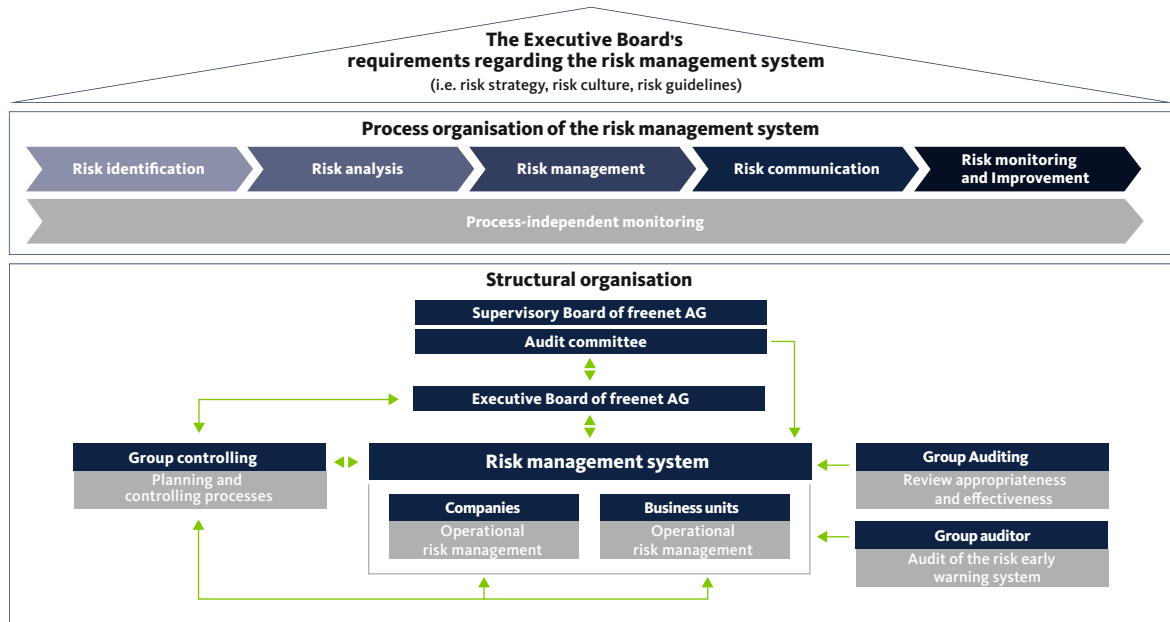 The Executive Board's
requirements regarding the risk management system
(i.e. risk strategy, risk culture, risk guidelines)
Process organisation of the risk management system
Risk identification
Risk analysis
Risk management
Risk communication
Risk monitoring
and Improvement
Process-independent monitoring
Structural organisation
Supervisory Board of freenet AG
Audit committee
Executive Board of freenet AG
Group controlling
Planning and
controlling processes
Risk management system
Companies
Operational
risk management
Business units
Operational
risk management
Group Auditing
Review appropriateness
and effectiveness
Group auditor
Audit of the risk early
warning system